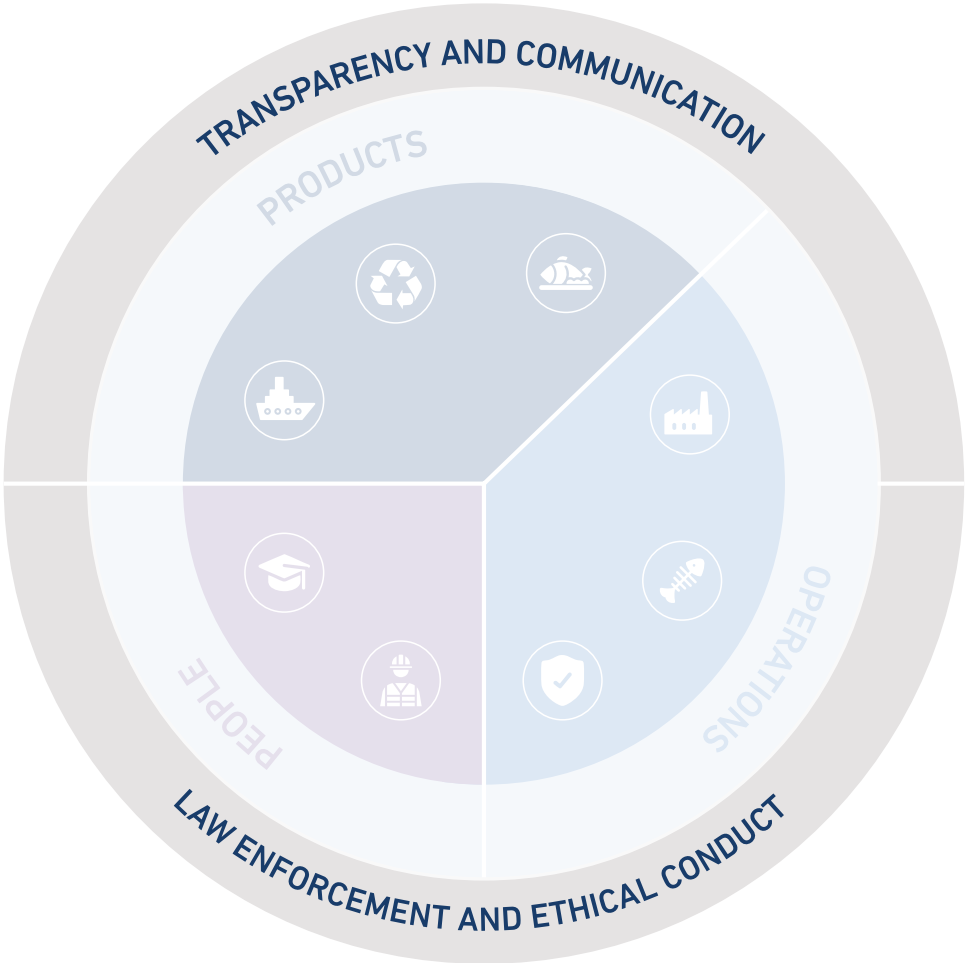 TRANSPARENCY AND COMMUNICATION
PRODUCTS
OPERATIONS
PEOPLE
LAW ENFORCEMENT AND ETHICAL CONDUCT